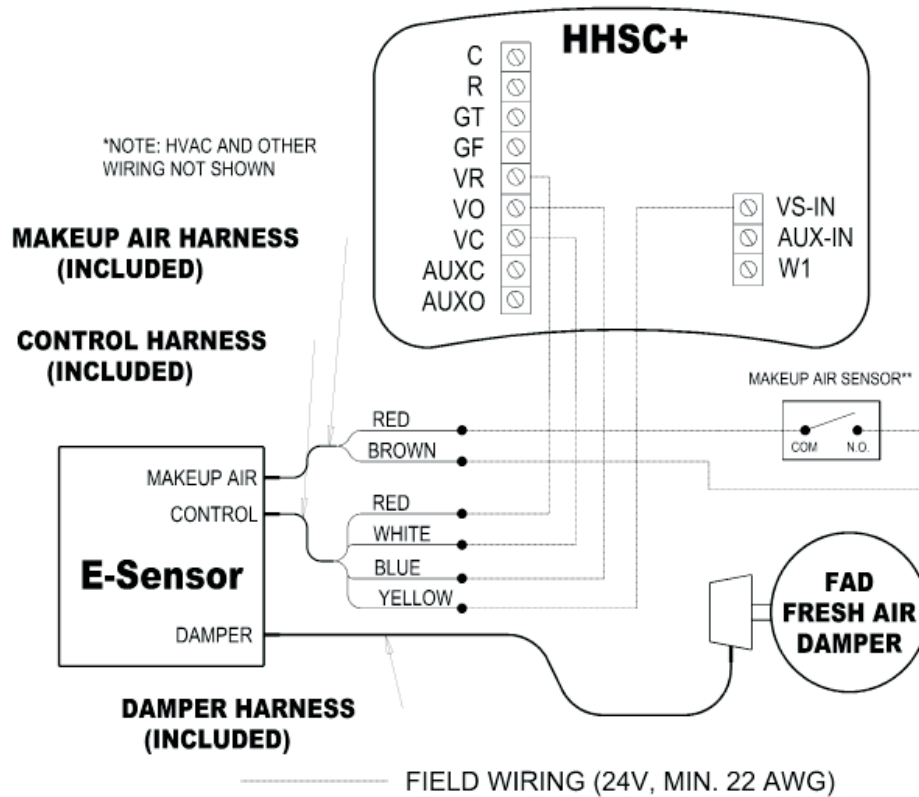 HHSC+
C
R
GT
GF
VR
VO
VC
AUXC
AUXO
VS-IN
AUX-IN
W1
*NOTE: HVAC AND OTHER
WIRING NOT SHOWN
MAKEUP AIR HARNESS
(INCLUDED)
CONTROL HARNESS
(INCLUDED)
MAKEUP AIR SENSOR**
COM
N.O.
RED
BROWN
RED
WHITE
BLUE
YELLOW
MAKEUP AIR
CONTROL
E-Sensor
DAMPER
FAD
FRESH AIR
DAMPER
DAMPER HARNESS
(INCLUDED)
FIELD WIRING (24V, MIN. 22 AWG)